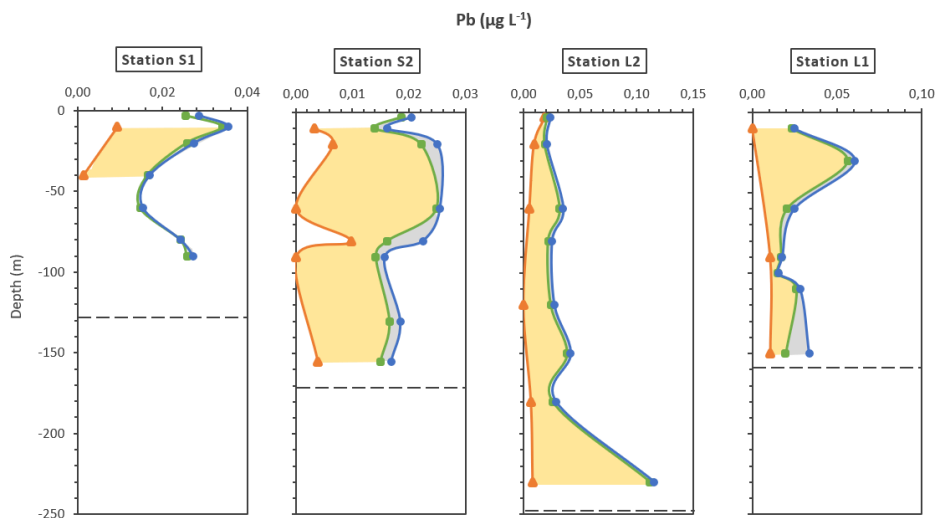 Pb (µg L⁻¹)
Station S1
Station S2
Station L2
Station L1
0,00 0,02 0,04
0,00 0,01 0,02 0,03
0,00 0,05 0,10 0,15
0,00 0,05 0,10
0
-50
-100
-150
-200
-250
Depth (m)